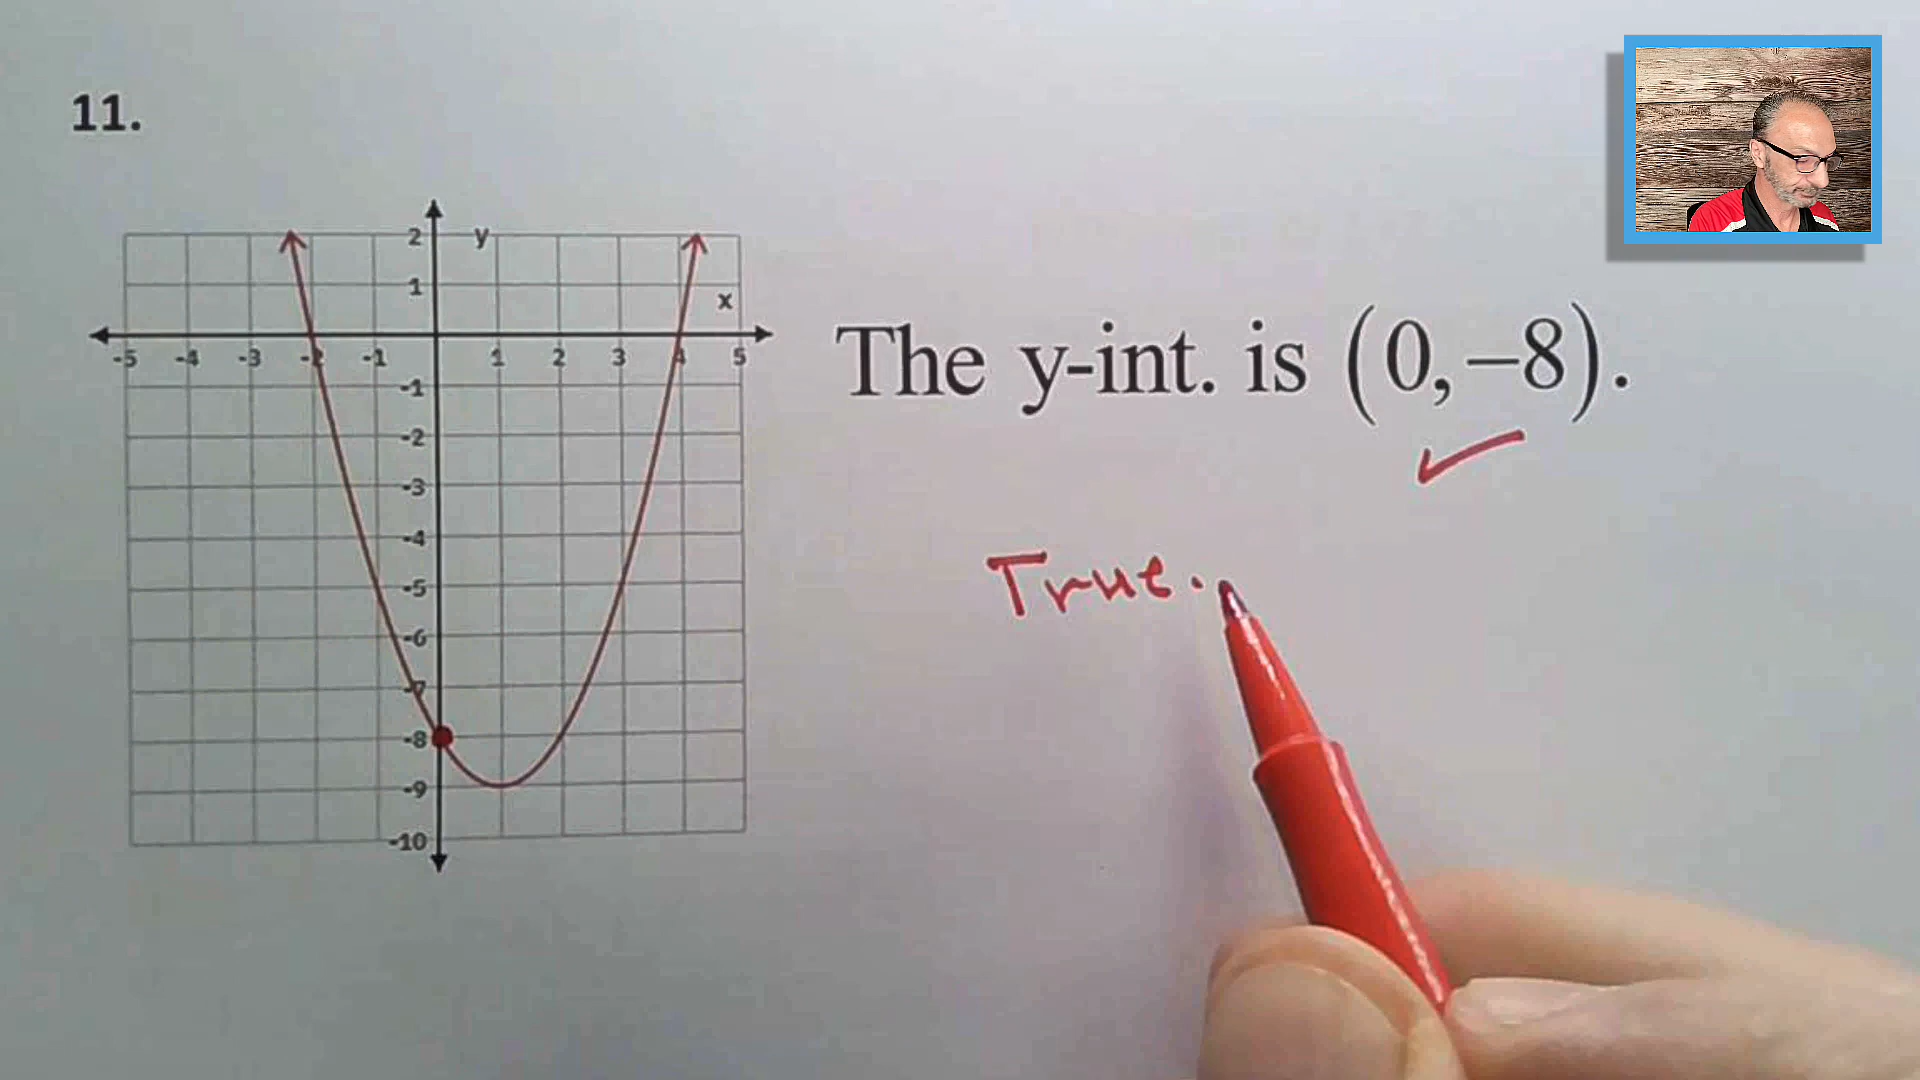 11.
2
y
1
x
-5 -4 -3 -2 -1 1 2 3 4 5
The y-int. is (0,−8).
-1
-2
-3
-4
True.
-5
-6
-7
-8
-9
-10